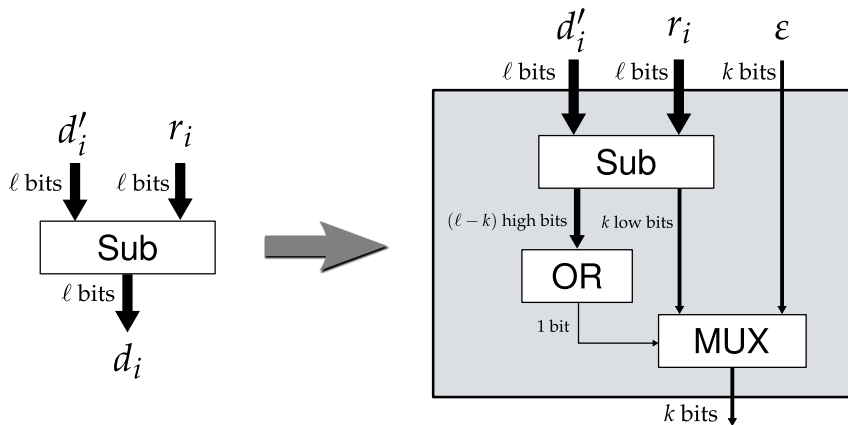 d′ᵢ rᵢ
ℓ bits ℓ bits
Sub
ℓ bits
dᵢ
d′ᵢ rᵢ ε
ℓ bits ℓ bits k bits
Sub
(ℓ − k) high bits k low bits
OR
1 bit
MUX
k bits